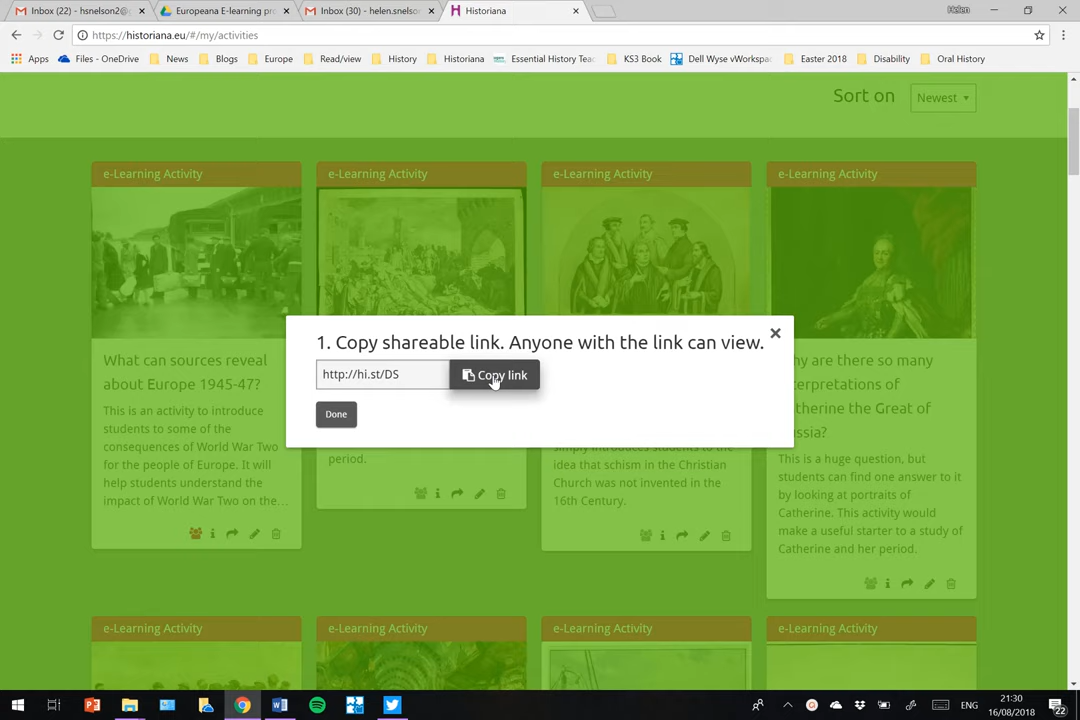 Inbox (22) - hsnelson2@
Europeana E-learning pro
Inbox (30) - helen.snelso
Historiana
Helen
https://historiana.eu/#/my/activities
Apps
Files - OneDrive
News
Blogs
Europe
Read/view
History
Historiana
Essential History Tea
KS3 Book
Dell Wyse vWorkspa
Easter 2018
Disability
Oral History
Sort on
Newest
e-Learning Activity
e-Learning Activity
e-Learning Activity
e-Learning Activity
1. Copy shareable link. Anyone with the link can view.
http://hi.st/DS
Copy link
Done
What can sources reveal
about Europe 1945-47?
This is an activity to introduce
students to some of the
consequences of World War Two
for the people of Europe. It will
help students understand the
impact of World War Two on the...
period.
simply introduces students to the
idea that schism in the Christian
Church was not invented in the
16th Century.
are there so many
of
Catherine the Great of
This is a huge question, but
students can find one answer to it
by looking at portraits of
Catherine. This activity would
make a useful starter to a study of
Catherine and her period.
e-Learning Activity
e-Learning Activity
e-Learning Activity
e-Learning Activity
ENG
21:30
16/08/2018
22